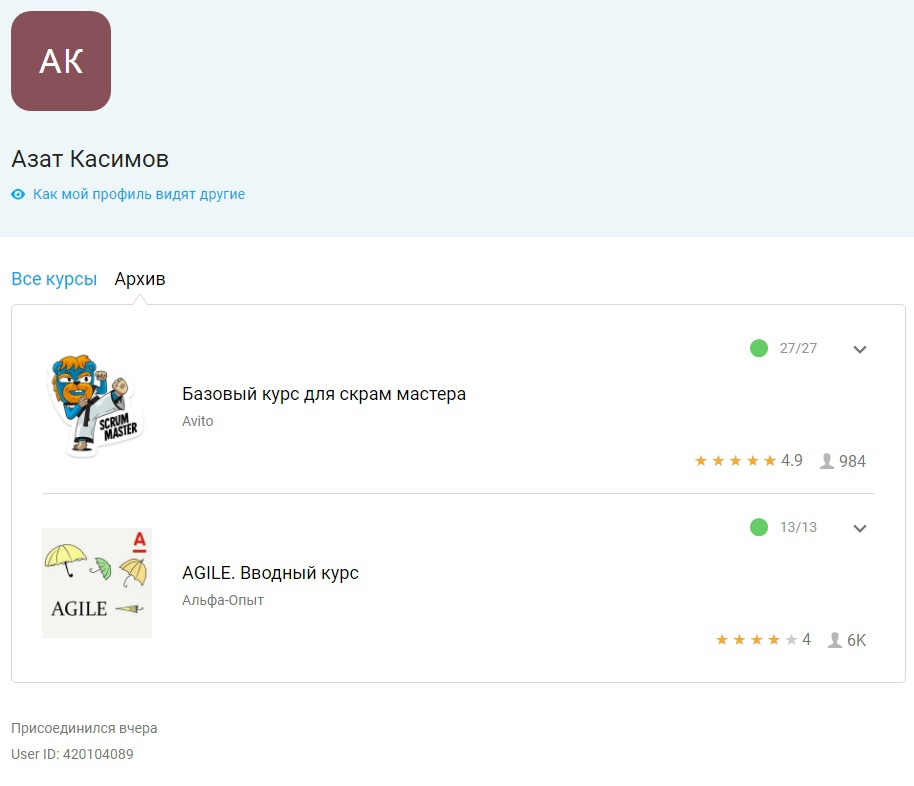 АК
Азат Касимов
Как мой профиль видят другие
Все курсы Архив
27/27
SCRUM
MASTER
Базовый курс для скрам мастера
Avito
4.9 984
13/13
А
AGILE
AGILE. Вводный курс
Альфа-Опыт
4 6K
Присоединился вчера
User ID: 420104089